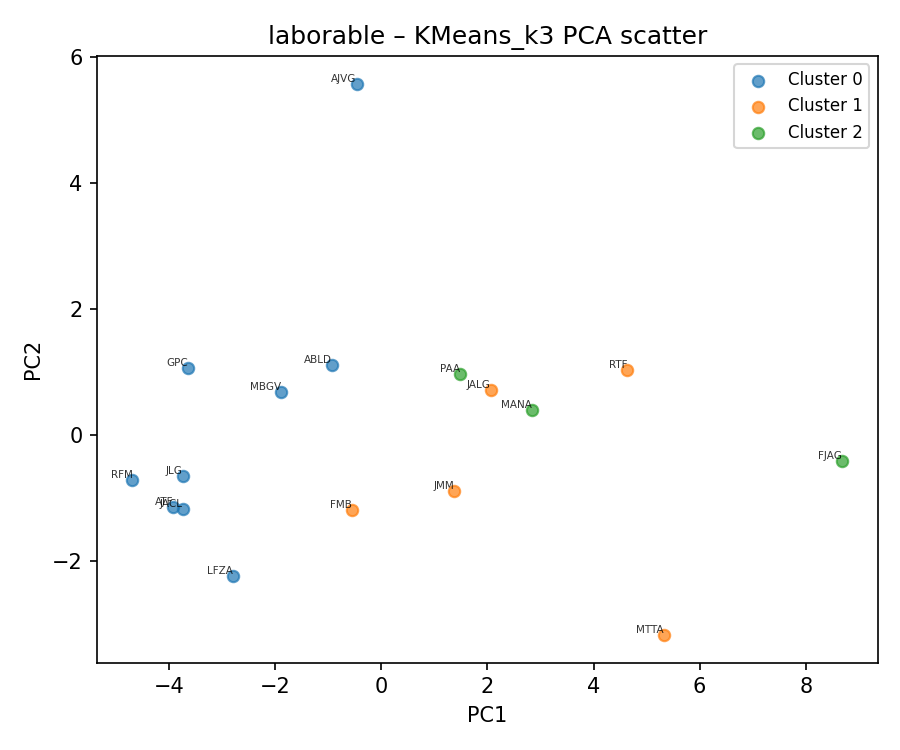 laborable – KMeans_k3 PCA scatter
6
AJVG
Cluster 0
Cluster 1
Cluster 2
4
2
GPC
ABLD
MBGV
PAA
JALG
RTF
MANA
0
RFM
JLG
JACL
FMB
JMM
FJAG
−2
LFZA
MTTA
−4
−2
0
2
4
6
8
PC1
PC2